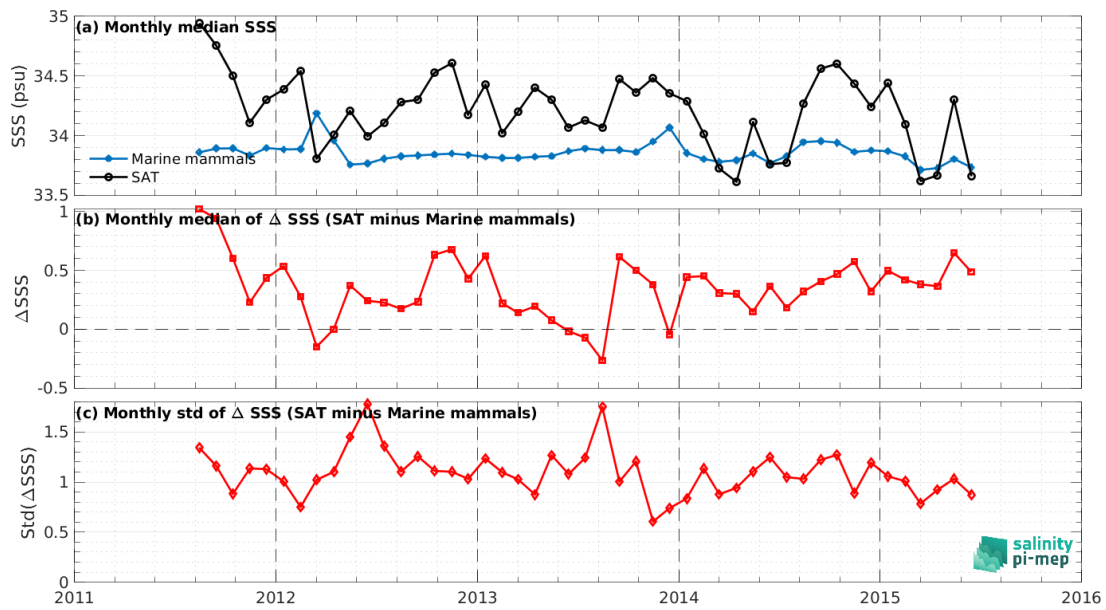 (a) Monthly median SSS
35
34.5
34
33.5
SSS (psu)
Marine mammals
SAT
(b) Monthly median of Δ SSS (SAT minus Marine mammals)
1
0.5
0
-0.5
ΔSSS
(c) Monthly std of Δ SSS (SAT minus Marine mammals)
1.5
1
0.5
0
Std(ΔSSS)
2011 2012 2013 2014 2015 2016
salinity
pi-mep